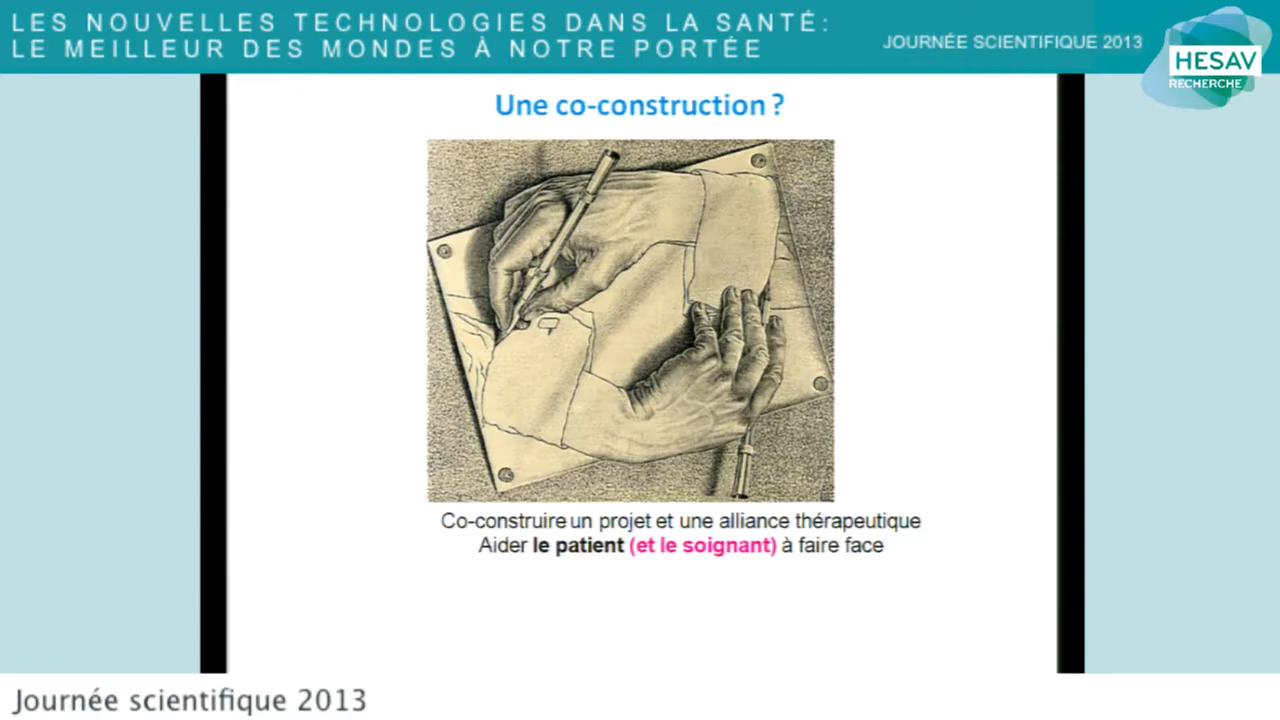 LES NOUVELLES TECHNOLOGIES DANS LA SANTÉ:
LE MEILLEUR DES MONDES À NOTRE PORTÉE
JOURNÉE SCIENTIFIQUE 2013
HESAV
RECHERCHE
Une co-construction ?
Co-construire un projet et une alliance thérapeutique
Aider le patient (et le soignant) à faire face
Journée scientifique 2013